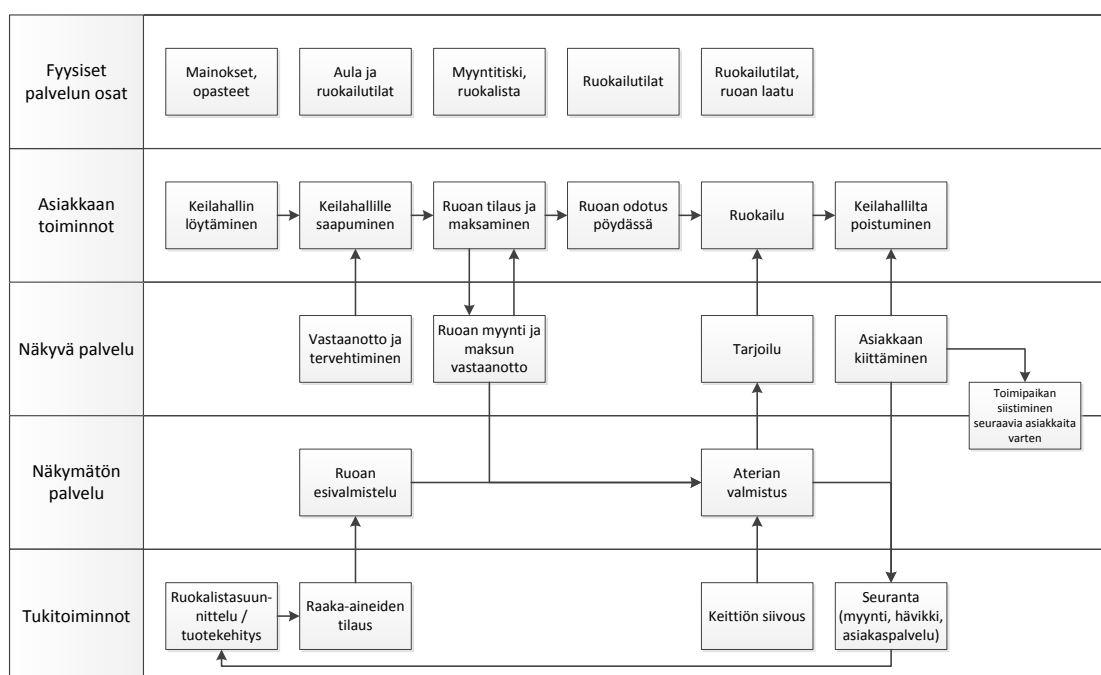 Fyysiset
palvelun osat
Mainokset,
opasteet
Aula ja
ruokailutilat
Myyntitiski,
ruokalista
Ruokailutilat
Ruokailutilat,
ruoan laatu
Asiakkaan
toiminnot
Keilahallin
löytäminen
Keilahallille
saapuminen
Ruoan tilaus ja
maksaminen
Ruoan odotus
pöydässä
Ruokailu
Keilahallilta
poistuminen
Näkyvä palvelu
Vastaanotto ja
tervehtiminen
Ruoan myynti ja
maksun
vastaanotto
Tarjoilu
Asiakkaan
kiittäminen
Toimipaikan
siistiminen
seuraavia asiakkaita
varten
Näkymätön
palvelu
Ruoan
esivalmistelu
Aterian
valmistus
Tukitoiminnot
Ruokalistasuun-
nittelu /
tuotekehitys
Raaka-aineiden
tilaus
Keittiön siivous
Seuranta
(myynti, hävikki,
asiakaspalvelu)